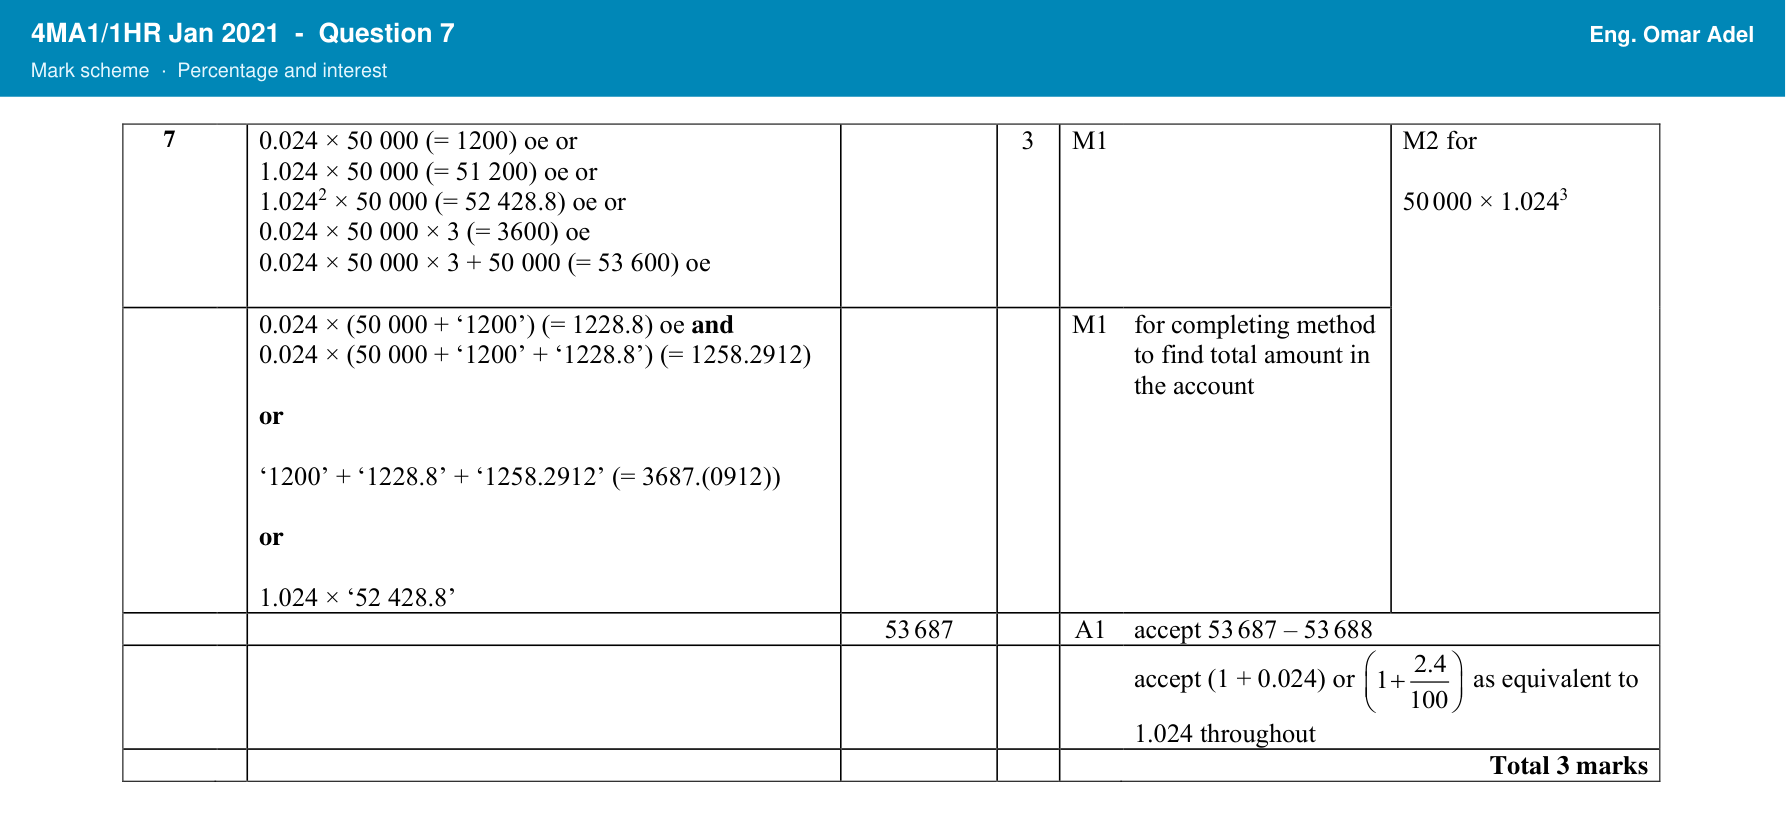 4MA1/1HR Jan 2021 - Question 7
Eng. Omar Adel
Mark scheme · Percentage and interest
7
0.024 × 50 000 (= 1200) oe or
1.024 × 50 000 (= 51 200) oe or
1.024² × 50 000 (= 52 428.8) oe or
0.024 × 50 000 × 3 (= 3600) oe
0.024 × 50 000 × 3 + 50 000 (= 53 600) oe
3
M1
M2 for
50 000 × 1.024³
0.024 × (50 000 + ‘1200’) (= 1228.8) oe and
0.024 × (50 000 + ‘1200’ + ‘1228.8’) (= 1258.2912)
or
‘1200’ + ‘1228.8’ + ‘1258.2912’ (= 3687.(0912))
or
1.024 × ‘52 428.8’
M1
for completing method
to find total amount in
the account
53 687
A1
accept 53 687 – 53 688
accept (1 + 0.024) or (1+ 2.4/100) as equivalent to
1.024 throughout
Total 3 marks